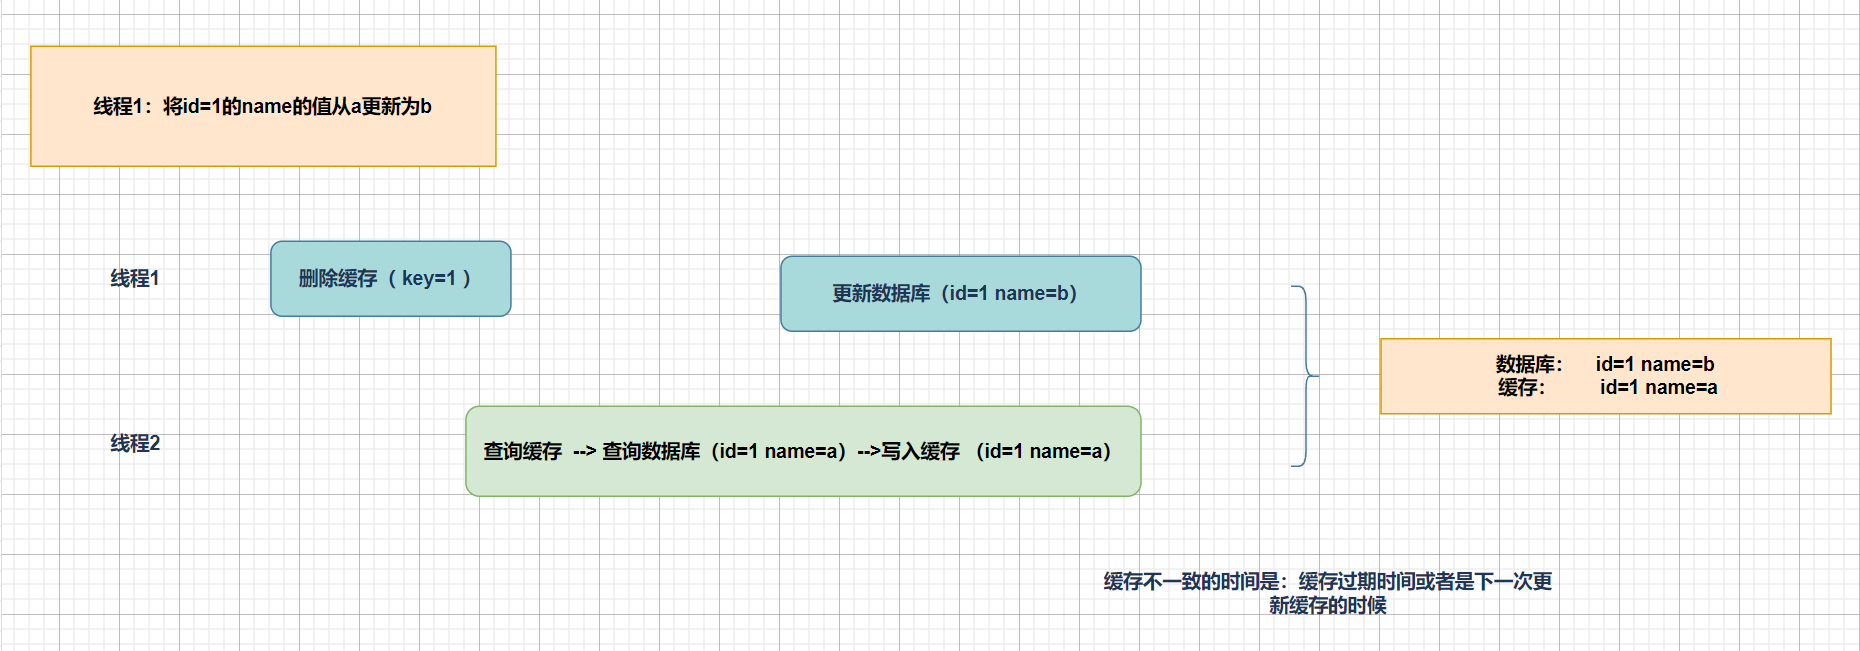 线程1：将id=1的name的值从a更新为b
线程1
删除缓存（ key=1 ）
更新数据库（id=1 name=b）
数据库： id=1 name=b
缓存： id=1 name=a
线程2
查询缓存 --> 查询数据库（id=1 name=a）-->写入缓存 （id=1 name=a）
缓存不一致的时间是：缓存过期时间或者是下一次更
新缓存的时候